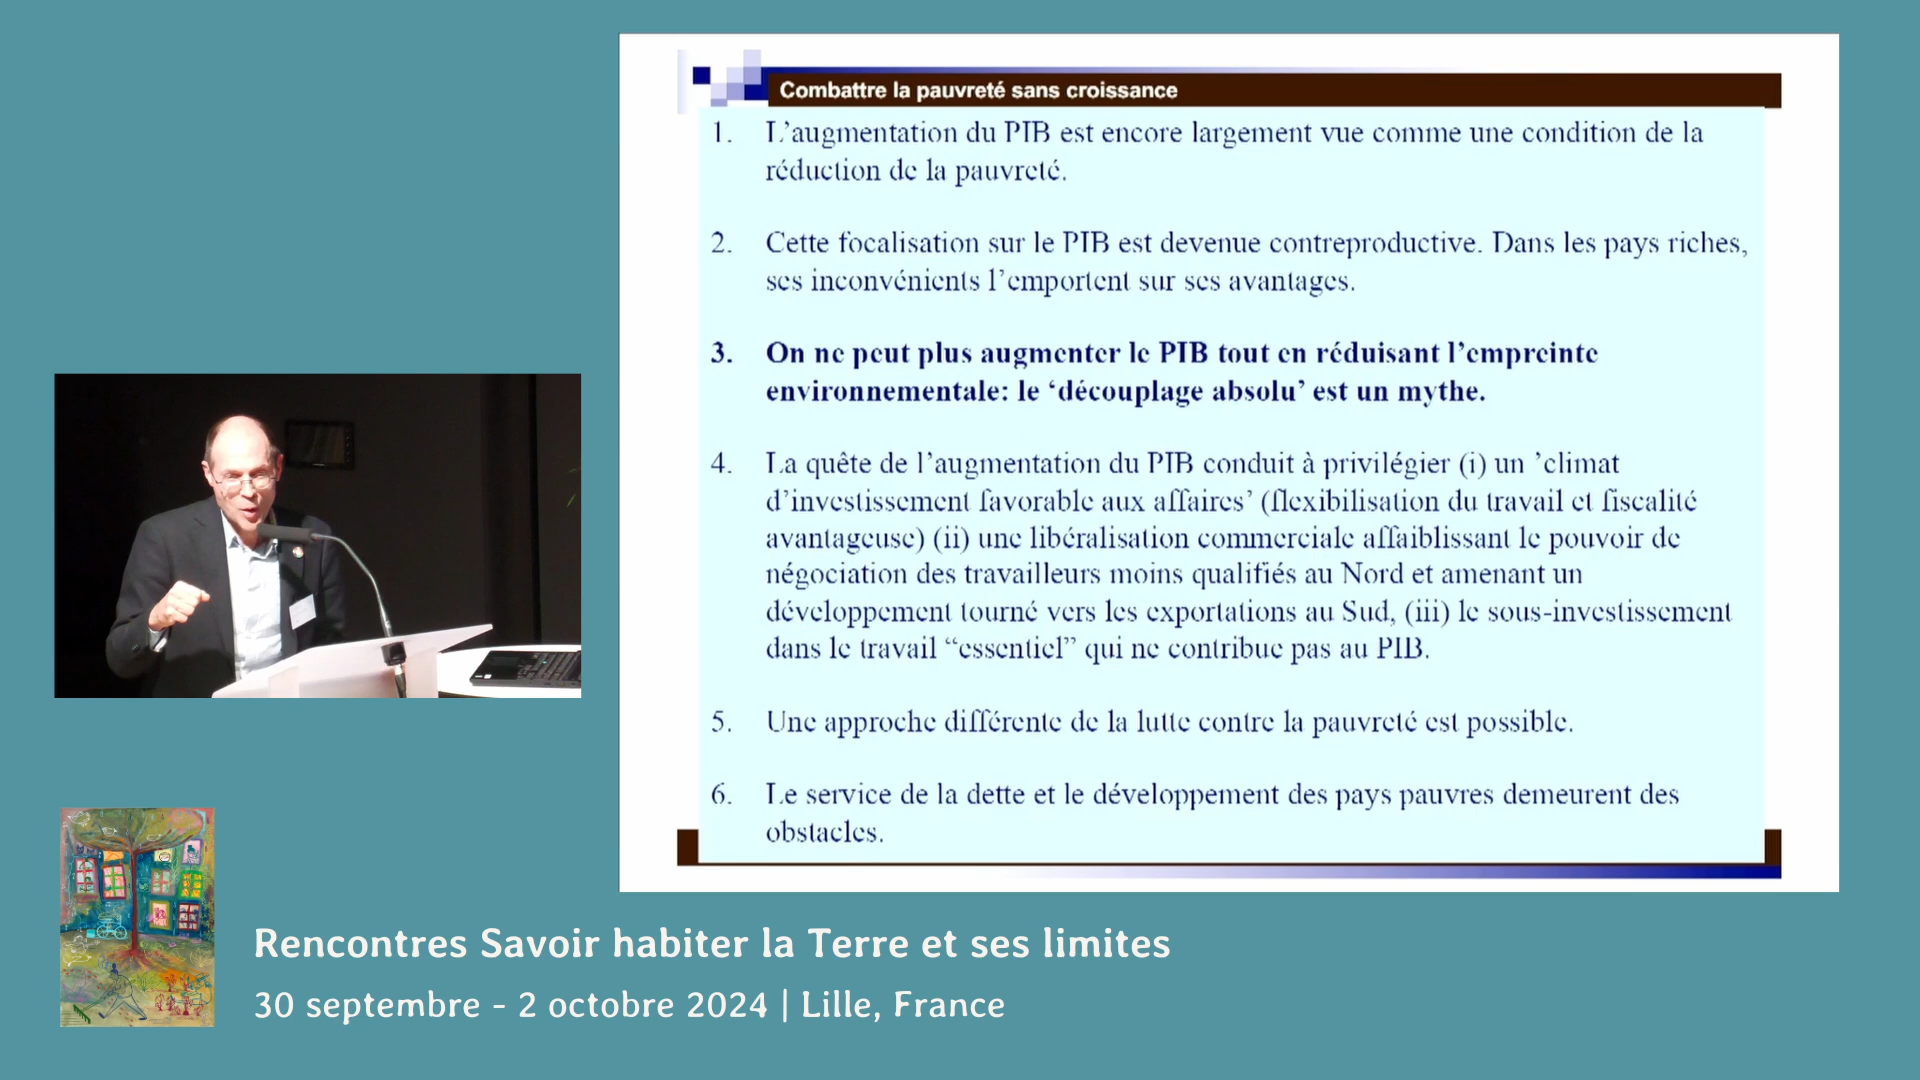 Combattre la pauvreté sans croissance
1. L’augmentation du PIB est encore largement vue comme une condition de la
réduction de la pauvreté.
2. Cette focalisation sur le PIB est devenue contreproductive. Dans les pays riches,
ses inconvénients l’emportent sur ses avantages.
3. On ne peut plus augmenter le PIB tout en réduisant l’empreinte
environnementale: le ‘découplage absolu’ est un mythe.
4. La quête de l’augmentation du PIB conduit à privilégier (i) un ’climat
d’investissement favorable aux affaires’ (flexibilisation du travail et fiscalité
avantageuse) (ii) une libéralisation commerciale affaiblissant le pouvoir de
négociation des travailleurs moins qualifiés au Nord et amenant un
développement tourné vers les exportations au Sud, (iii) le sous-investissement
dans le travail “essentiel” qui ne contribue pas au PIB.
5. Une approche différente de la lutte contre la pauvreté est possible.
6. Le service de la dette et le développement des pays pauvres demeurent des
obstacles.
Rencontres Savoir habiter la Terre et ses limites
30 septembre - 2 octobre 2024 | Lille, France